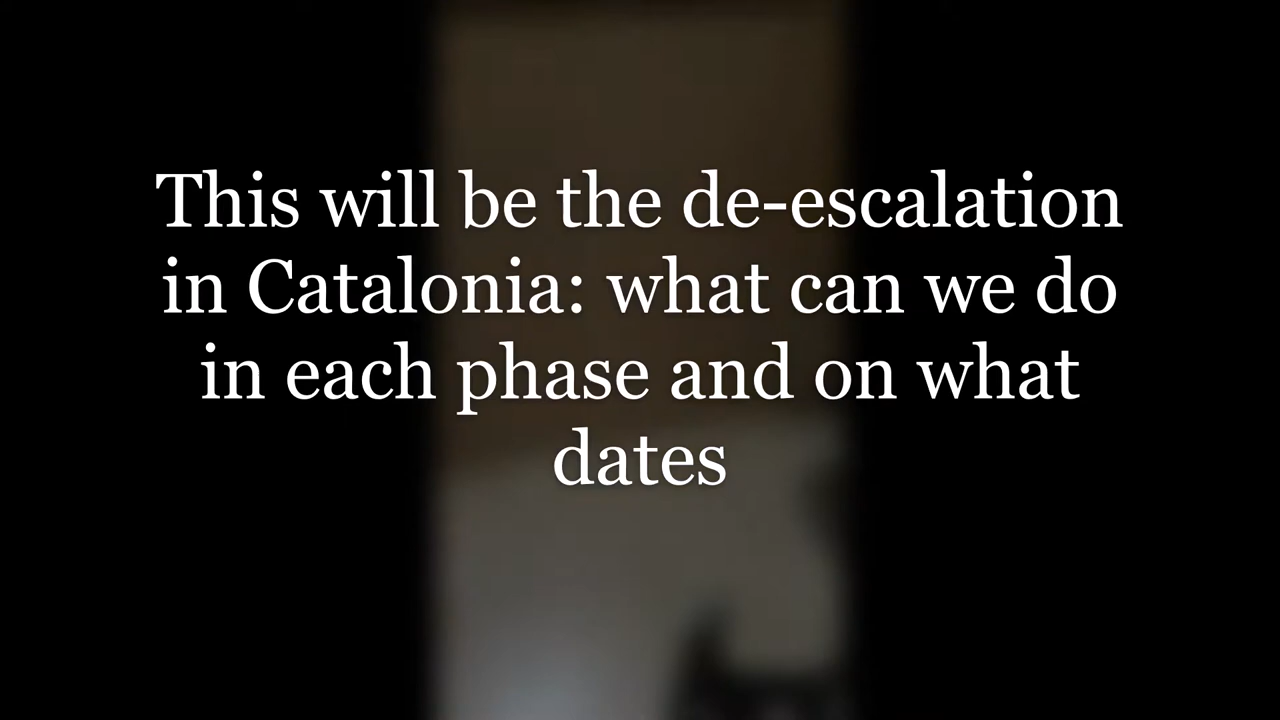 This will be the de-escalation
in Catalonia: what can we do
in each phase and on what
dates